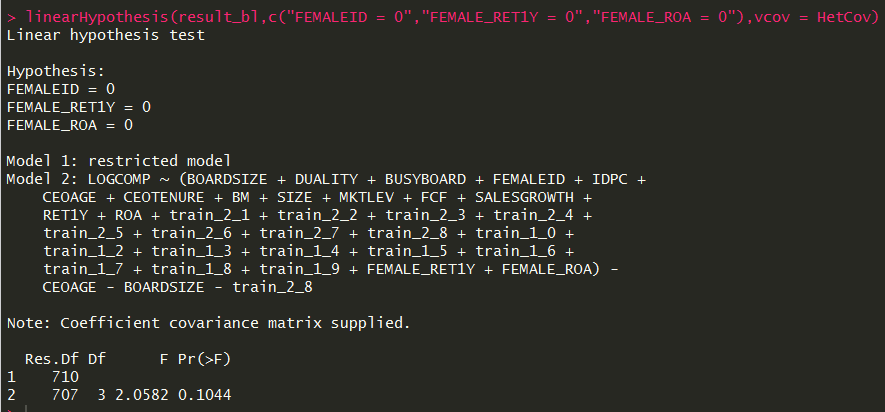 > linearHypothesis(result_bl,c("FEMALEID = 0","FEMALE_RET1Y = 0","FEMALE_ROA = 0"),vcov = HetCov)
Linear hypothesis test
Hypothesis:
FEMALEID = 0
FEMALE_RET1Y = 0
FEMALE_ROA = 0
Model 1: restricted model
Model 2: LOGCOMP ~ (BOARDSIZE + DUALITY + BUSYBOARD + FEMALEID + IDPC +
CEOAGE + CEOTENURE + BM + SIZE + MKTLEV + FCF + SALESGROWTH +
RET1Y + ROA + train_2_1 + train_2_2 + train_2_3 + train_2_4 +
train_2_5 + train_2_6 + train_2_7 + train_2_8 + train_1_0 +
train_1_2 + train_1_3 + train_1_4 + train_1_5 + train_1_6 +
train_1_7 + train_1_8 + train_1_9 + FEMALE_RET1Y + FEMALE_ROA) -
CEOAGE - BOARDSIZE - train_2_8
Note: Coefficient covariance matrix supplied.
Res.Df Df F Pr(>F)
1 710
2 707 3 2.0582 0.1044
>